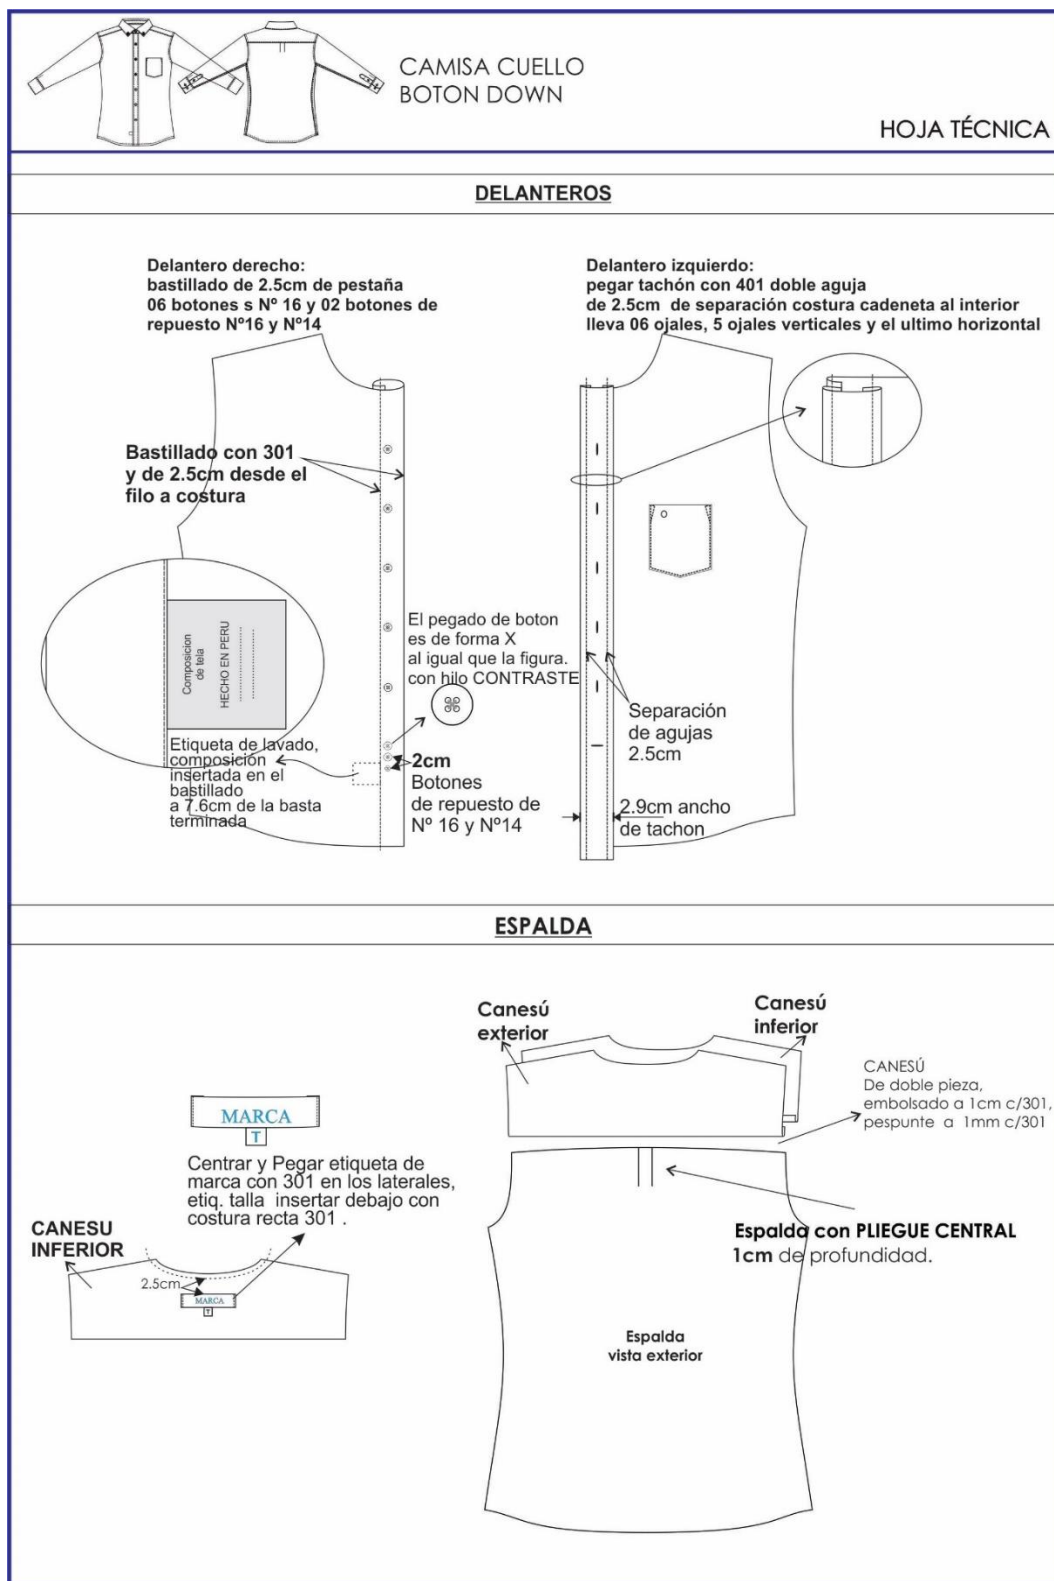 CAMISA CUELLO
BOTON DOWN
HOJA TÉCNICA
DELANTEROS
Delantero derecho:
bastillado de 2.5cm de pestaña
06 botones s Nº 16 y 02 botones de
repuesto Nº16 y Nº14
Delantero izquierdo:
pegar tachón con 401 doble aguja
de 2.5cm de separación costura cadeneta al interior
lleva 06 ojales, 5 ojales verticales y el ultimo horizontal
Bastillado con 301
y de 2.5cm desde el
filo a costura
Composicion
de tela
HECHO EN PERU
El pegado de boton
es de forma X
al igual que la figura.
con hilo CONTRASTE
Etiqueta de lavado,
composición
insertada en el
bastillado
a 7.6cm de la basta
terminada
2cm
Botones
de repuesto de
Nº 16 y Nº14
Separación
de agujas
2.5cm
2.9cm ancho
de tachon
ESPALDA
Canesú
exterior
Canesú
inferior
CANESÚ
De doble pieza,
embolsado a 1cm c/301,
pespunte a 1mm c/301
MARCA
T
Centrar y Pegar etiqueta de
marca con 301 en los laterales,
etiq. talla insertar debajo con
costura recta 301 .
CANESU
INFERIOR
2.5cm
MARCA
T
Espalda con PLIEGUE CENTRAL
1cm de profundidad.
Espalda
vista exterior